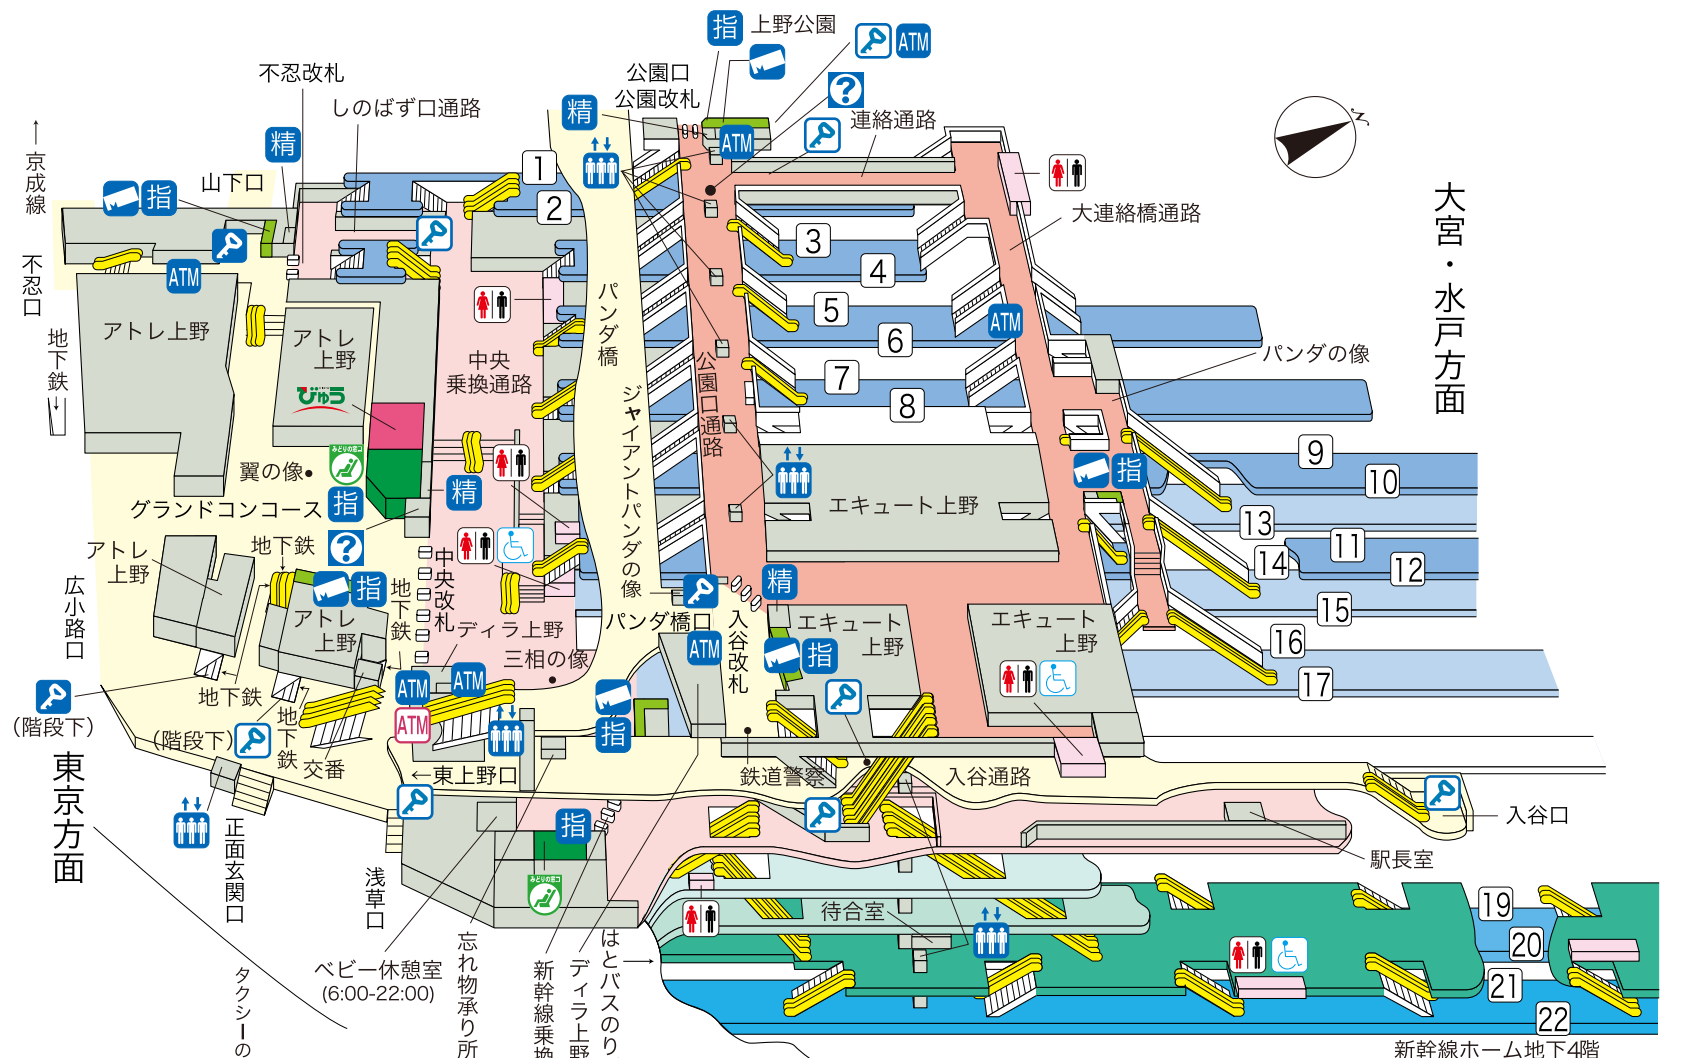 指
上野公園
ATM
不忍改札
公園口
公園改札
しのばず口通路
精
?
ATM
連絡通路
精
京成線
山下口
指
1
2
大連絡橋通路
大宮・水戸方面
3
4
不忍口
ATM
5
6
ATM
パンダ橋
地下鉄
アトレ上野
アトレ
上野
びゅう
中央
乗換通路
公園口通路
パンダの像
7
8
ジャイアントパンダの像
みどりの窓口
翼の像
指
精
グランドコンコース
エキュート上野
指
9
10
13
11
14
12
15
16
17
アトレ
上野
地下鉄
?
指
中央改札
地下鉄
広小路口
アトレ
上野
ディラ上野
三相の像
パンダ橋口
入谷改札
精
ATM
指
エキュート
上野
エキュート
上野
地下鉄
地下鉄
ATM
ATM
ATM
指
(階段下)
(階段下)
交番
東京方面
←東上野口
鉄道警察
入谷通路
入谷口
正面玄関口
指
駅長室
浅草口
みどりの窓口
待合室
19
20
21
22
ベビー休憩室
(6:00-22:00)
忘れ物承り所
新幹線乗換
ディラ上野
はとバスのり
タクシーの
新幹線ホーム地下4階